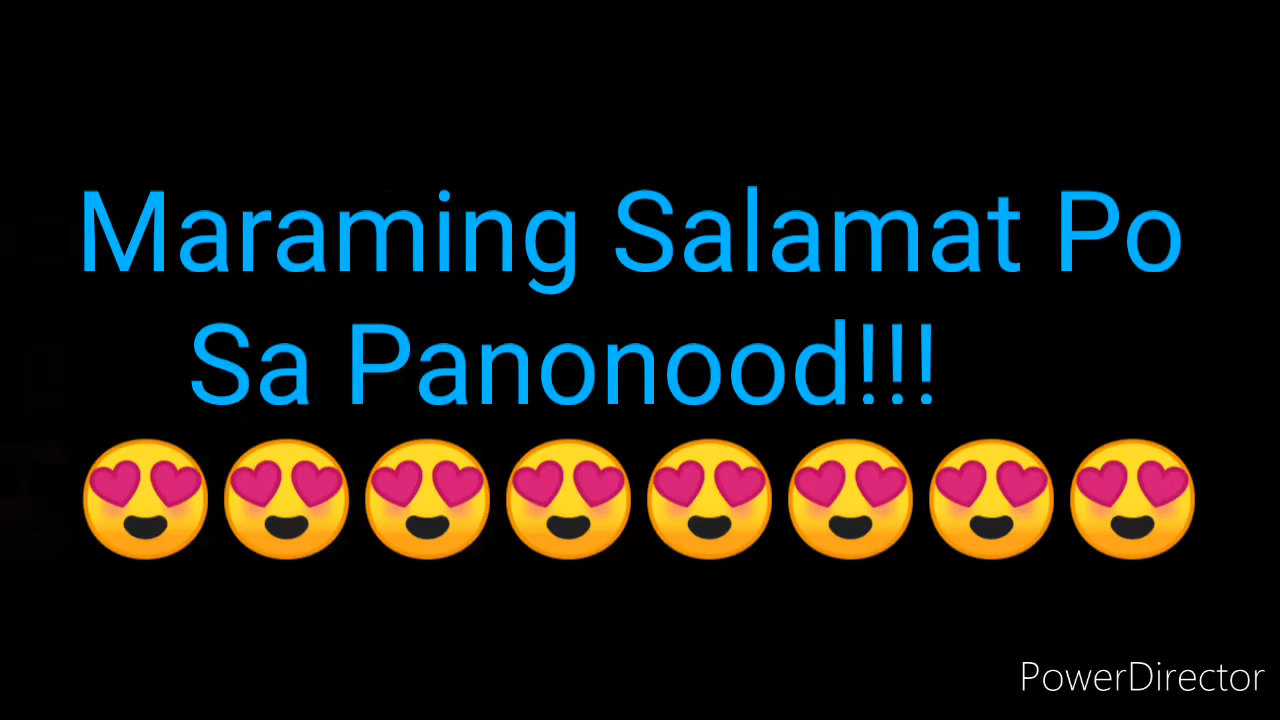 Maraming Salamat Po
Sa Panonood!!!
😍😍😍😍😍😍😍😍
PowerDirector